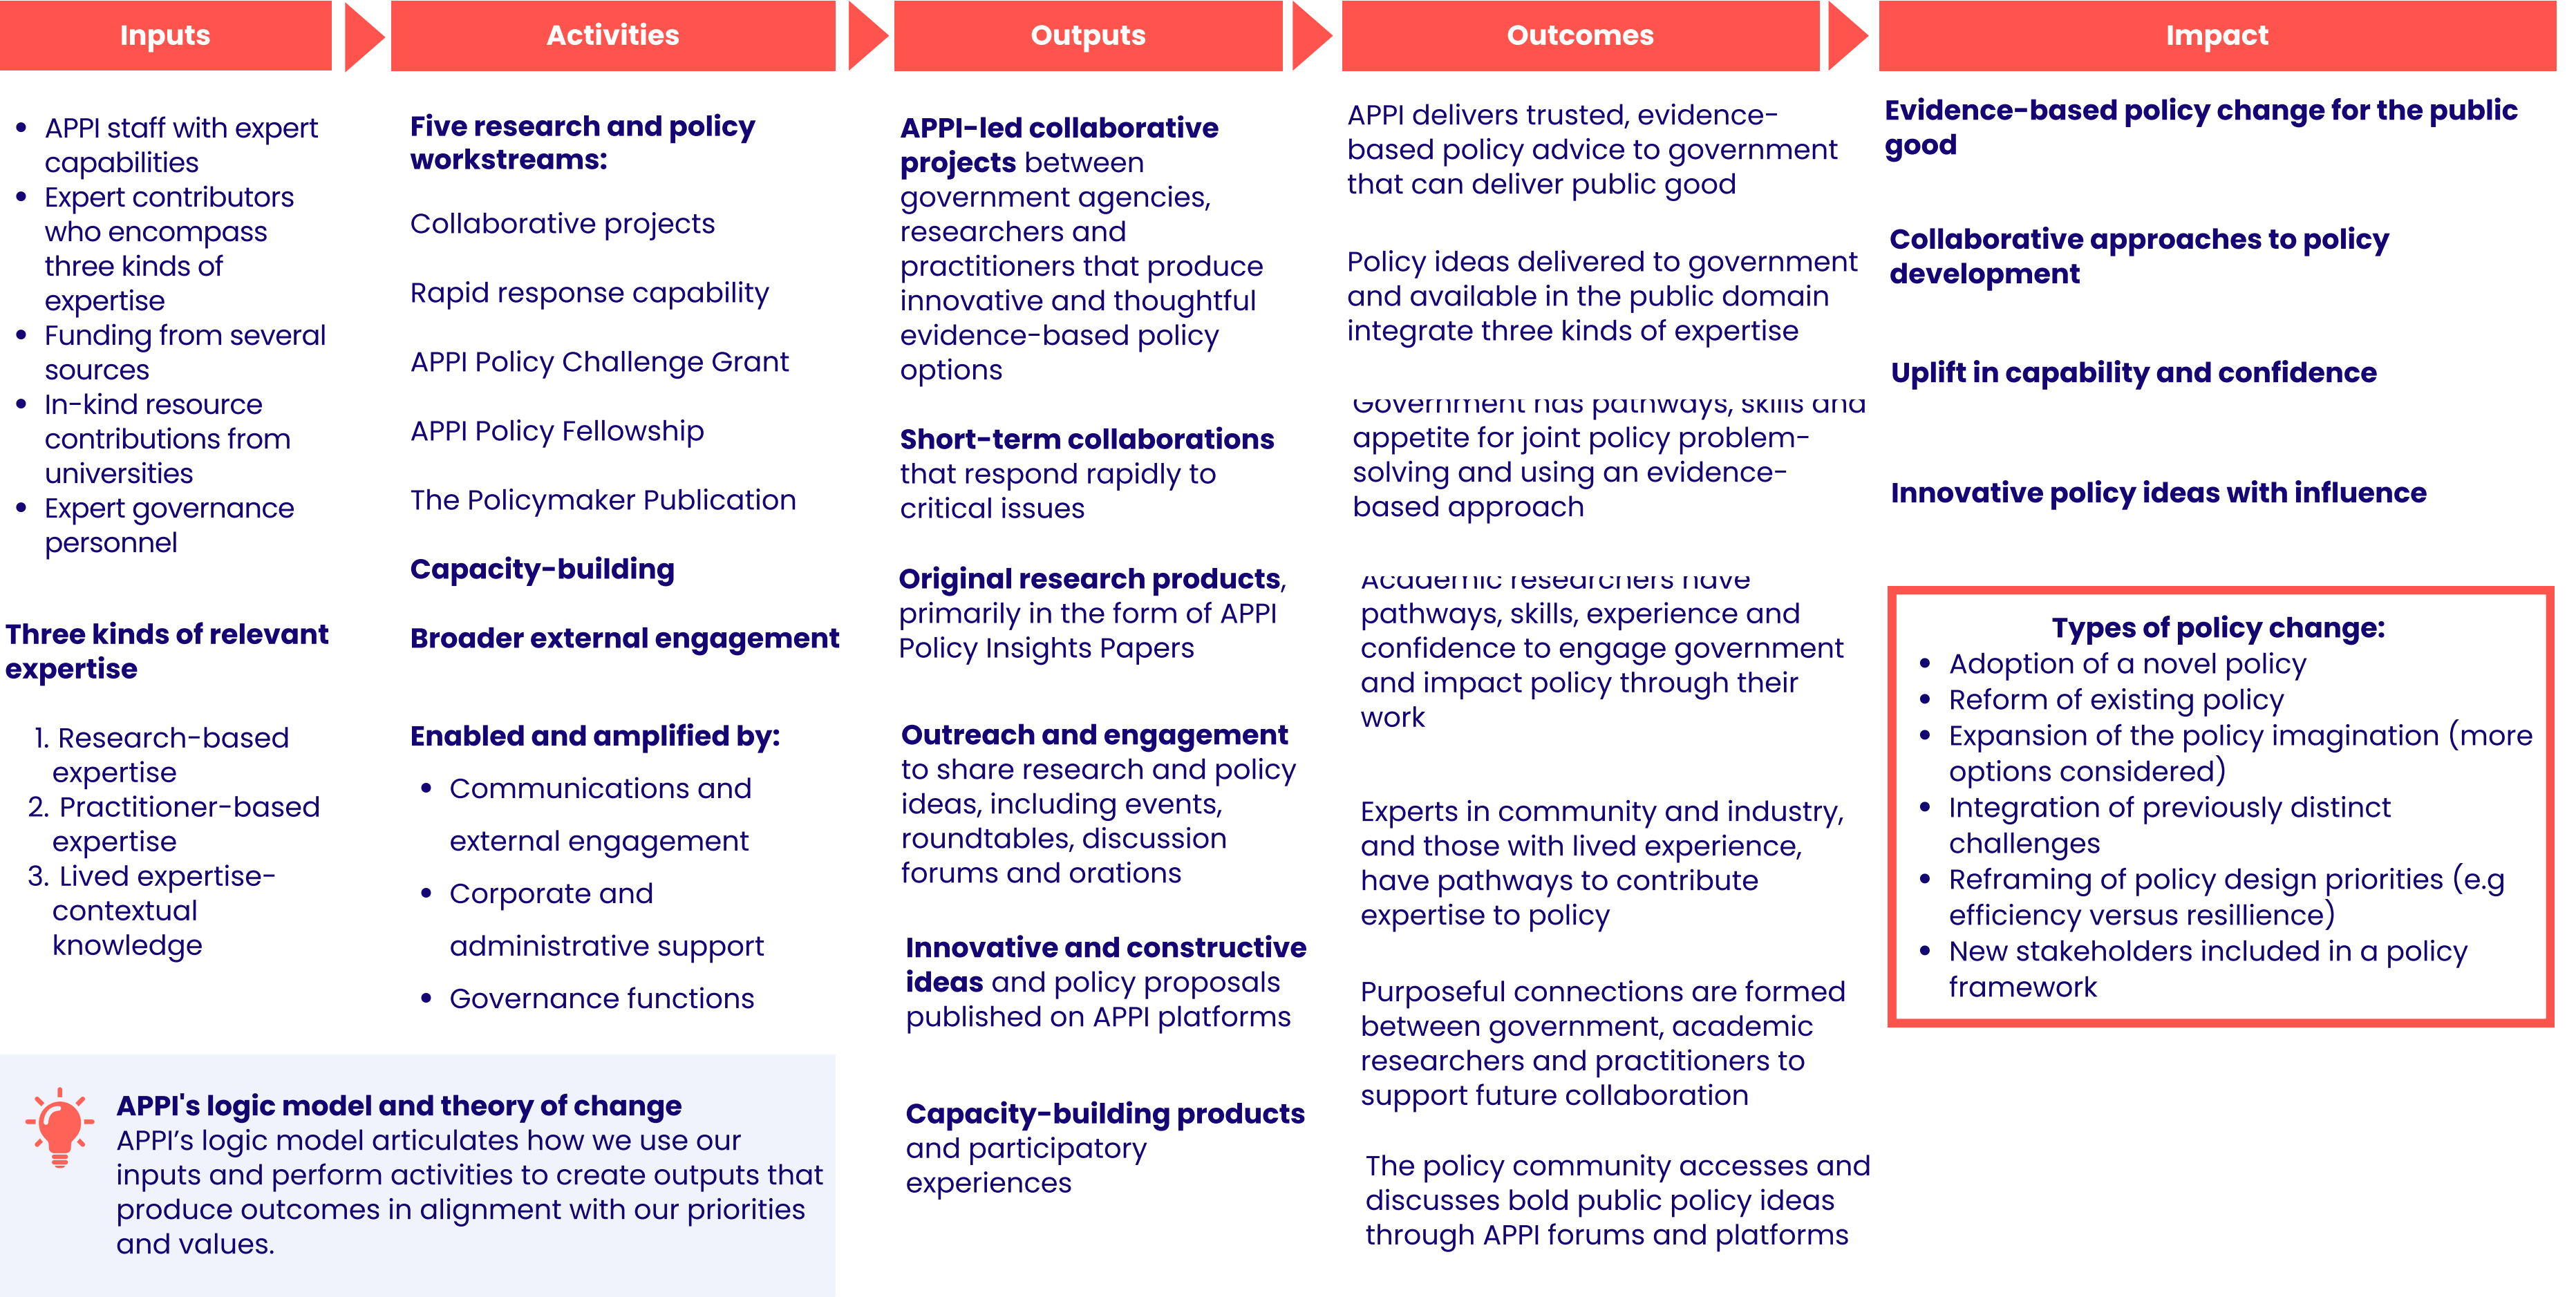 Inputs
Activities
Outputs
Outcomes
Impact
• APPI staff with expert
capabilities
• Expert contributors
who encompass
three kinds of
expertise
• Funding from several
sources
• In-kind resource
contributions from
universities
• Expert governance
personnel
Three kinds of relevant
expertise
1. Research-based
expertise
2. Practitioner-based
expertise
3. Lived expertise-
contextual
knowledge
Five research and policy
workstreams:
Collaborative projects
Rapid response capability
APPI Policy Challenge Grant
APPI Policy Fellowship
The Policymaker Publication
Capacity-building
Broader external engagement
Enabled and amplified by:
• Communications and
external engagement
• Corporate and
administrative support
• Governance functions
APPI's logic model and theory of change
APPI’s logic model articulates how we use our
inputs and perform activities to create outputs that
produce outcomes in alignment with our priorities
and values.
APPI-led collaborative
projects between
government agencies,
researchers and
practitioners that produce
innovative and thoughtful
evidence-based policy
options
Short-term collaborations
that respond rapidly to
critical issues
Original research products,
primarily in the form of APPI
Policy Insights Papers
Outreach and engagement
to share research and policy
ideas, including events,
roundtables, discussion
forums and orations
Innovative and constructive
ideas and policy proposals
published on APPI platforms
Capacity-building products
and participatory
experiences
APPI delivers trusted, evidence-
based policy advice to government
that can deliver public good
Policy ideas delivered to government
and available in the public domain
integrate three kinds of expertise
Government has pathways, skills and
appetite for joint policy problem-
solving and using an evidence-
based approach
Academic researchers have
pathways, skills, experience and
confidence to engage government
and impact policy through their
work
Experts in community and industry,
and those with lived experience,
have pathways to contribute
expertise to policy
Purposeful connections are formed
between government, academic
researchers and practitioners to
support future collaboration
The policy community accesses and
discusses bold public policy ideas
through APPI forums and platforms
Evidence-based policy change for the public
good
Collaborative approaches to policy
development
Uplift in capability and confidence
Innovative policy ideas with influence
Types of policy change:
• Adoption of a novel policy
• Reform of existing policy
• Expansion of the policy imagination (more
options considered)
• Integration of previously distinct
challenges
• Reframing of policy design priorities (e.g
efficiency versus resillience)
• New stakeholders included in a policy
framework